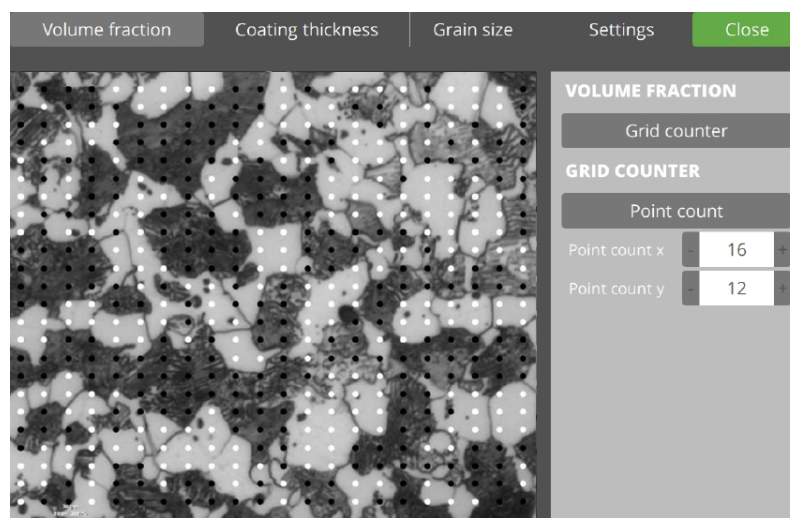 Volume fraction Coating thickness Grain size Settings Close
VOLUME FRACTION
Grid counter
GRID COUNTER
Point count
Point count x - 16 +
Point count y - 12 +